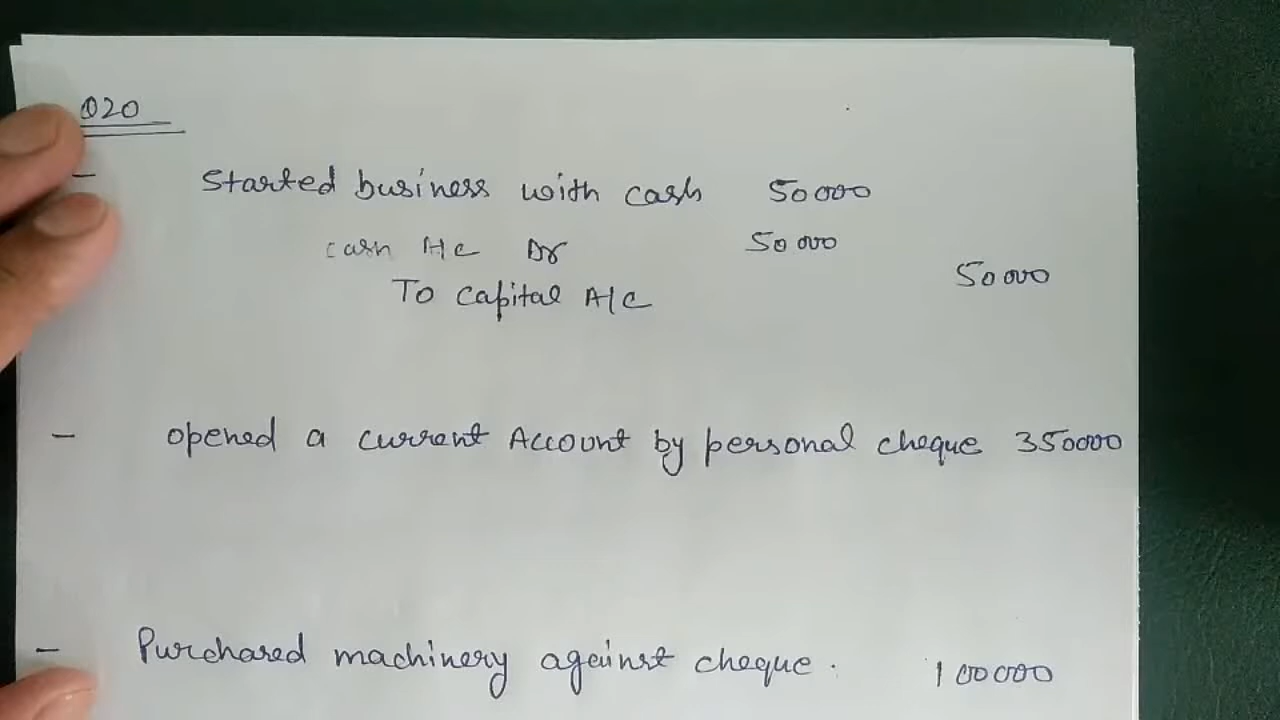 020
- Started business with cash 50000
cash A/c Dr 50000
To Capital A/C 50000
- opened a current Account by personal cheque 350000
- Purchased machinery against cheque. 100000